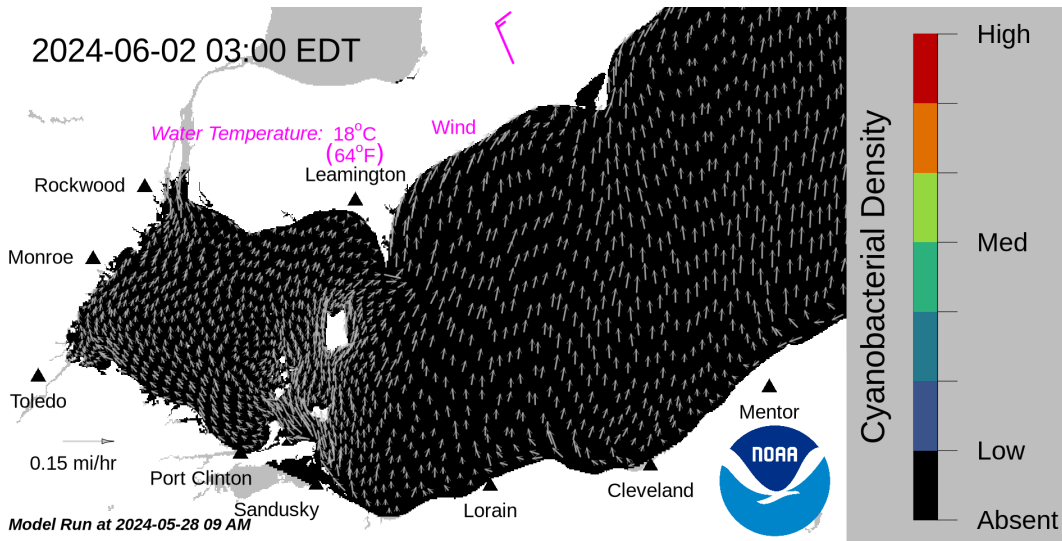 2024-06-02 03:00 EDT
Water Temperature: 18°C
(64°F)
Wind
Leamington
Rockwood
Monroe
Toledo
0.15 mi/hr
Port Clinton
Sandusky
Lorain
Cleveland
Mentor
NOAA
Model Run at 2024-05-28 09 AM
Cyanobacterial Density
High
Med
Low
Absent